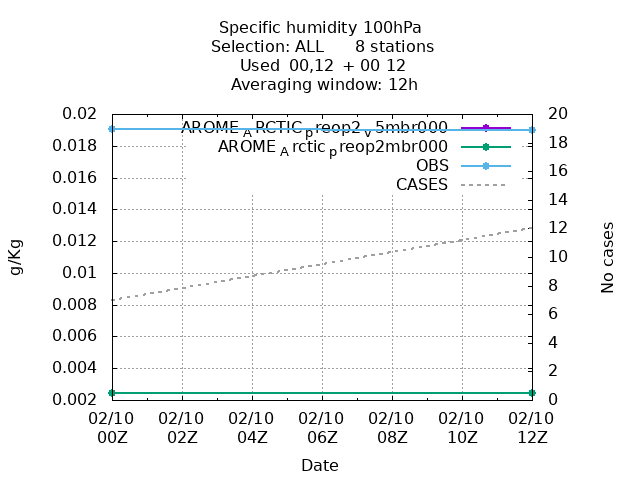 Specific humidity 100hPa
Selection: ALL 8 stations
Used 00,12 + 00 12
Averaging window: 12h
0.02
0.018
0.016
0.014
0.012
0.01
0.008
0.006
0.004
0.002
20
18
16
14
12
10
8
6
4
2
0
AROME_ARCTIC_preop2_v5mbr000
AROME_Arctic_preop2mbr000
OBS
CASES
g/Kg
No cases
02/10 02/10 02/10 02/10 02/10 02/10 02/10
00Z 02Z 04Z 06Z 08Z 10Z 12Z
Date